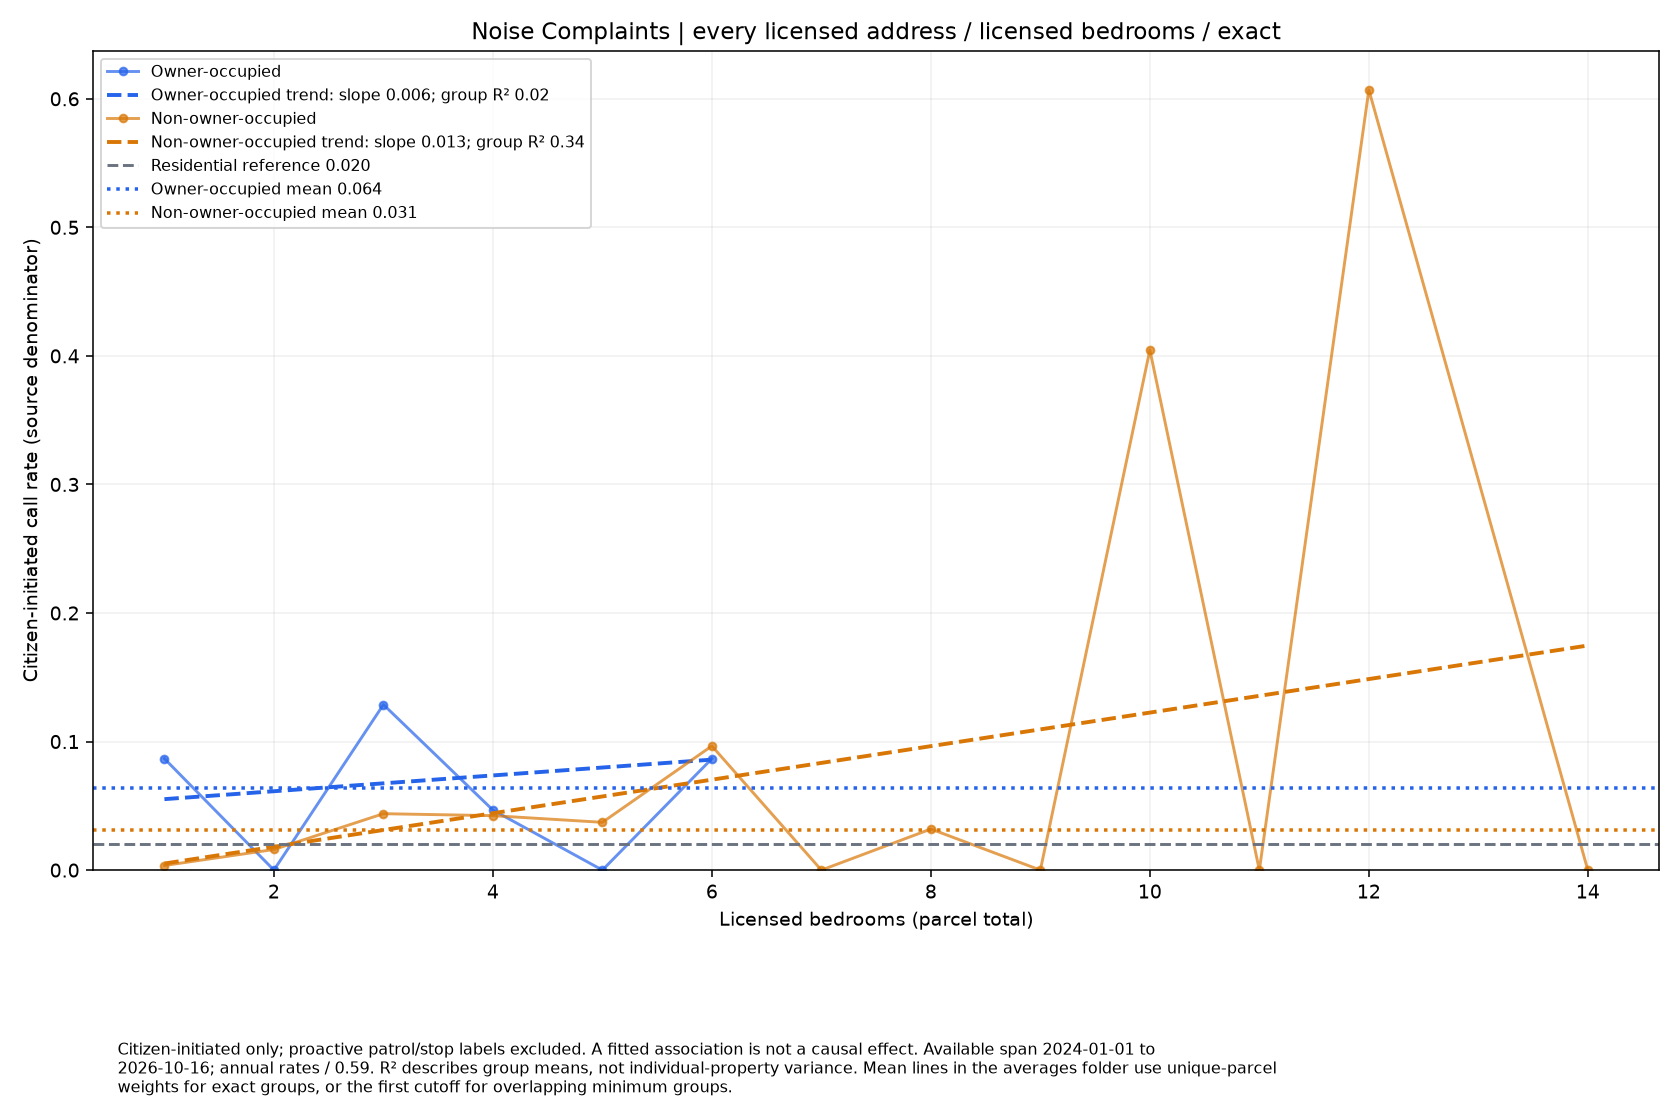 Noise Complaints | every licensed address / licensed bedrooms / exact
Owner-occupied
Owner-occupied trend: slope 0.006; group R² 0.02
Non-owner-occupied
Non-owner-occupied trend: slope 0.013; group R² 0.34
Residential reference 0.020
Owner-occupied mean 0.064
Non-owner-occupied mean 0.031
Citizen-initiated call rate (source denominator)
0.6
0.5
0.4
0.3
0.2
0.1
0.0
2 4 6 8 10 12 14
Licensed bedrooms (parcel total)
Citizen-initiated only; proactive patrol/stop labels excluded. A fitted association is not a causal effect. Available span 2024-01-01 to
2026-10-16; annual rates / 0.59. R² describes group means, not individual-property variance. Mean lines in the averages folder use unique-parcel
weights for exact groups, or the first cutoff for overlapping minimum groups.